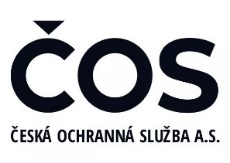 ČOS
ČESKÁ OCHRANNÁ SLUŽBA A.S.